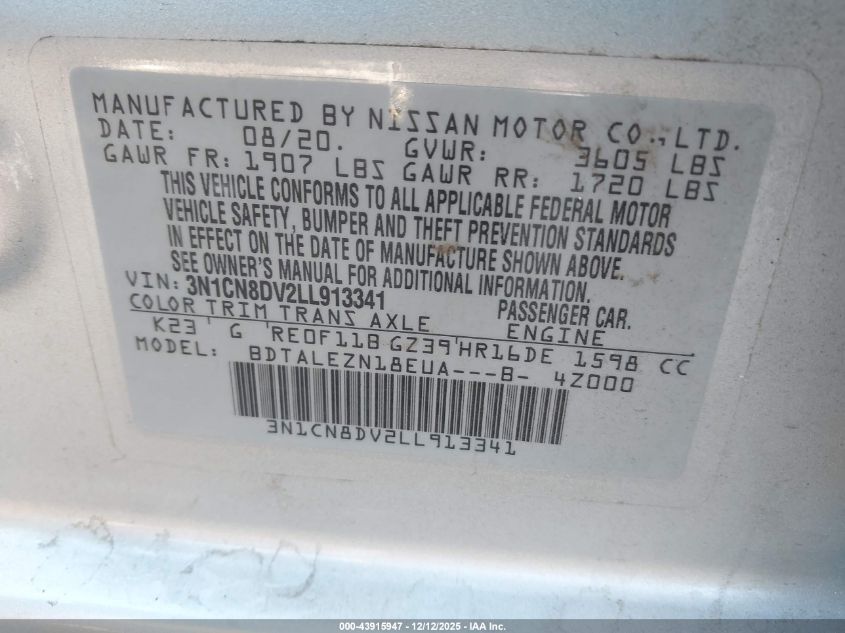 MANUFACTURED BY NISSAN MOTOR CO., LTD.
DATE: 08/20. GVWR: 3605 LBS
GAWR FR: 1907 LBS GAWR RR: 1720 LBS
THIS VEHICLE CONFORMS TO ALL APPLICABLE FEDERAL MOTOR
VEHICLE SAFETY, BUMPER AND THEFT PREVENTION STANDARDS
IN EFFECT ON THE DATE OF MANUFACTURE SHOWN ABOVE.
SEE OWNER'S MANUAL FOR ADDITIONAL INFORMATION.
VIN: 3N1CN8DV2LL913341 PASSENGER CAR.
COLOR TRIM TRANS AXLE ENGINE
K23 ' G 'RE0F11B GZ39'HR16DE 1598 CC
MODEL: BDTALEZN18EUA---B- 4Z000
3N1CN8DV2LL913341
000-43915947 - 12/12/2025 - IAA Inc.